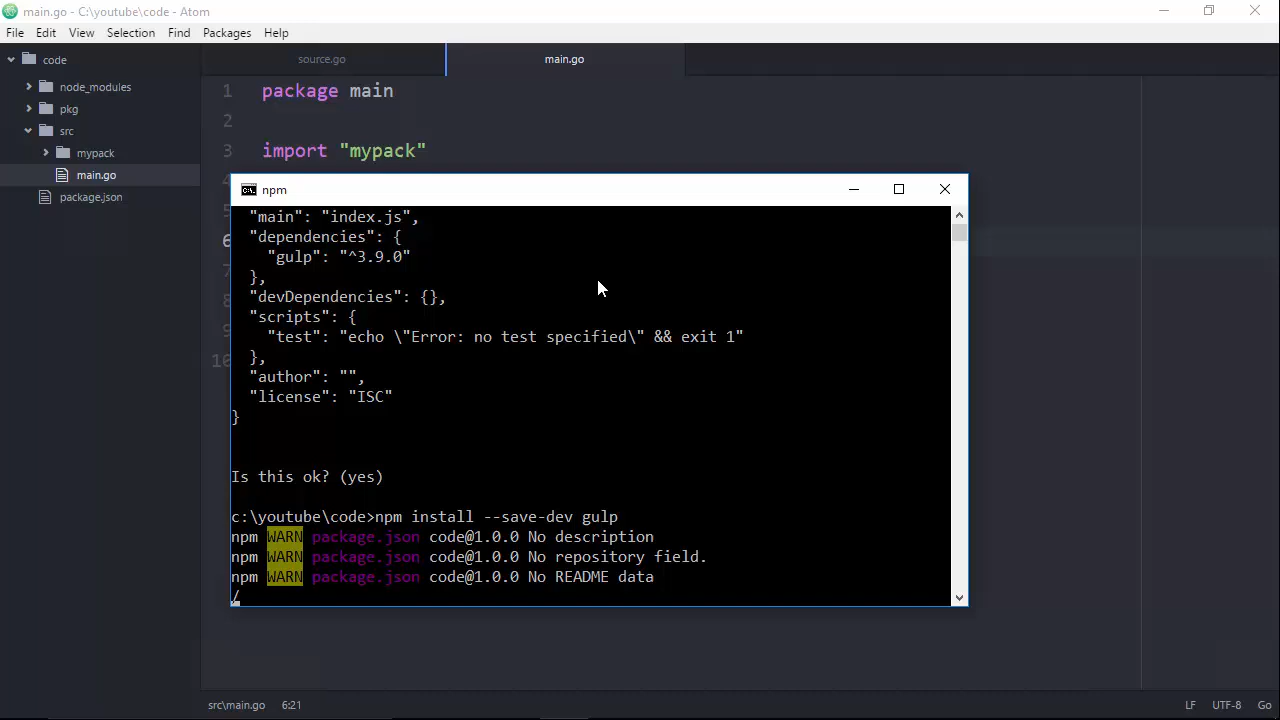 main.go - C:\youtube\code - Atom
File Edit View Selection Find Packages Help
code
node_modules
pkg
src
mypack
main.go
package.json
source.go
main.go
1 package main
2
3 import "mypack"
6
10
npm
"main": "index.js",
"dependencies": {
"gulp": "^3.9.0"
},
"devDependencies": {},
"scripts": {
"test": "echo \"Error: no test specified\" && exit 1"
},
"author": "",
"license": "ISC"
}
Is this ok? (yes)
c:\youtube\code>npm install --save-dev gulp
npm WARN package.json code@1.0.0 No description
npm WARN package.json code@1.0.0 No repository field.
npm WARN package.json code@1.0.0 No README data
/
src\main.go 6:21
LF UTF-8 Go